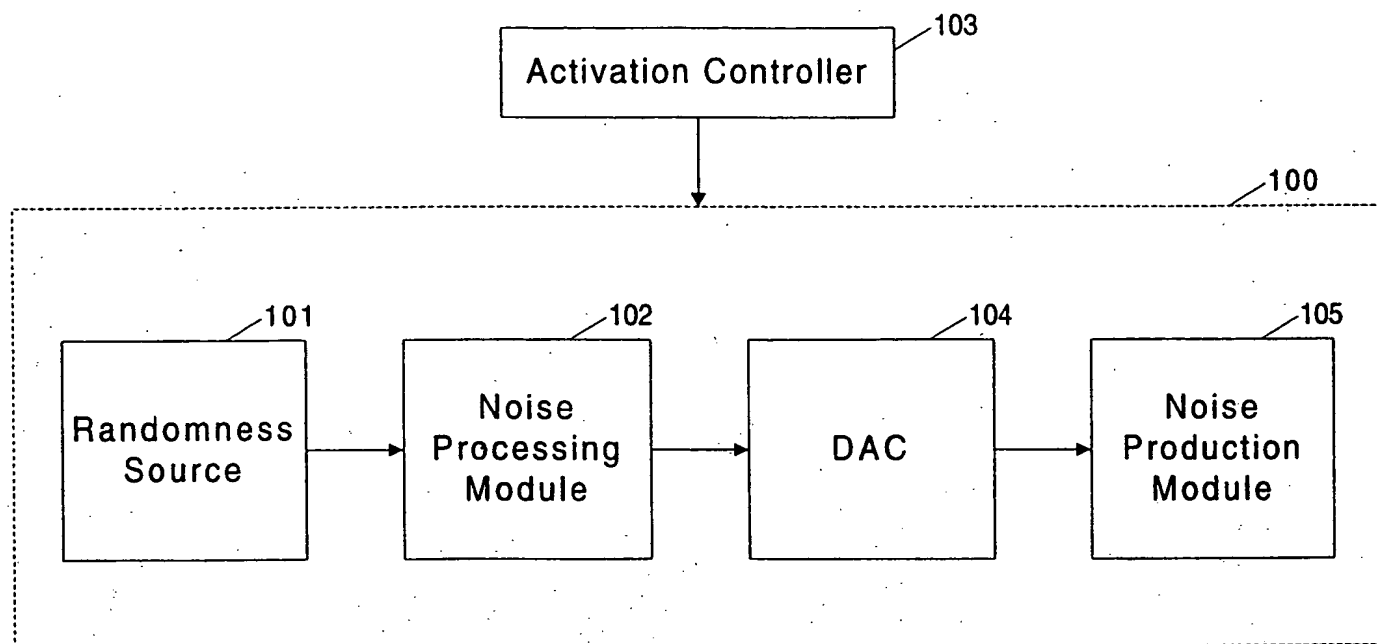 103
Activation Controller
100
101
102
104
105
Randomness
Source
Noise
Processing
Module
DAC
Noise
Production
Module